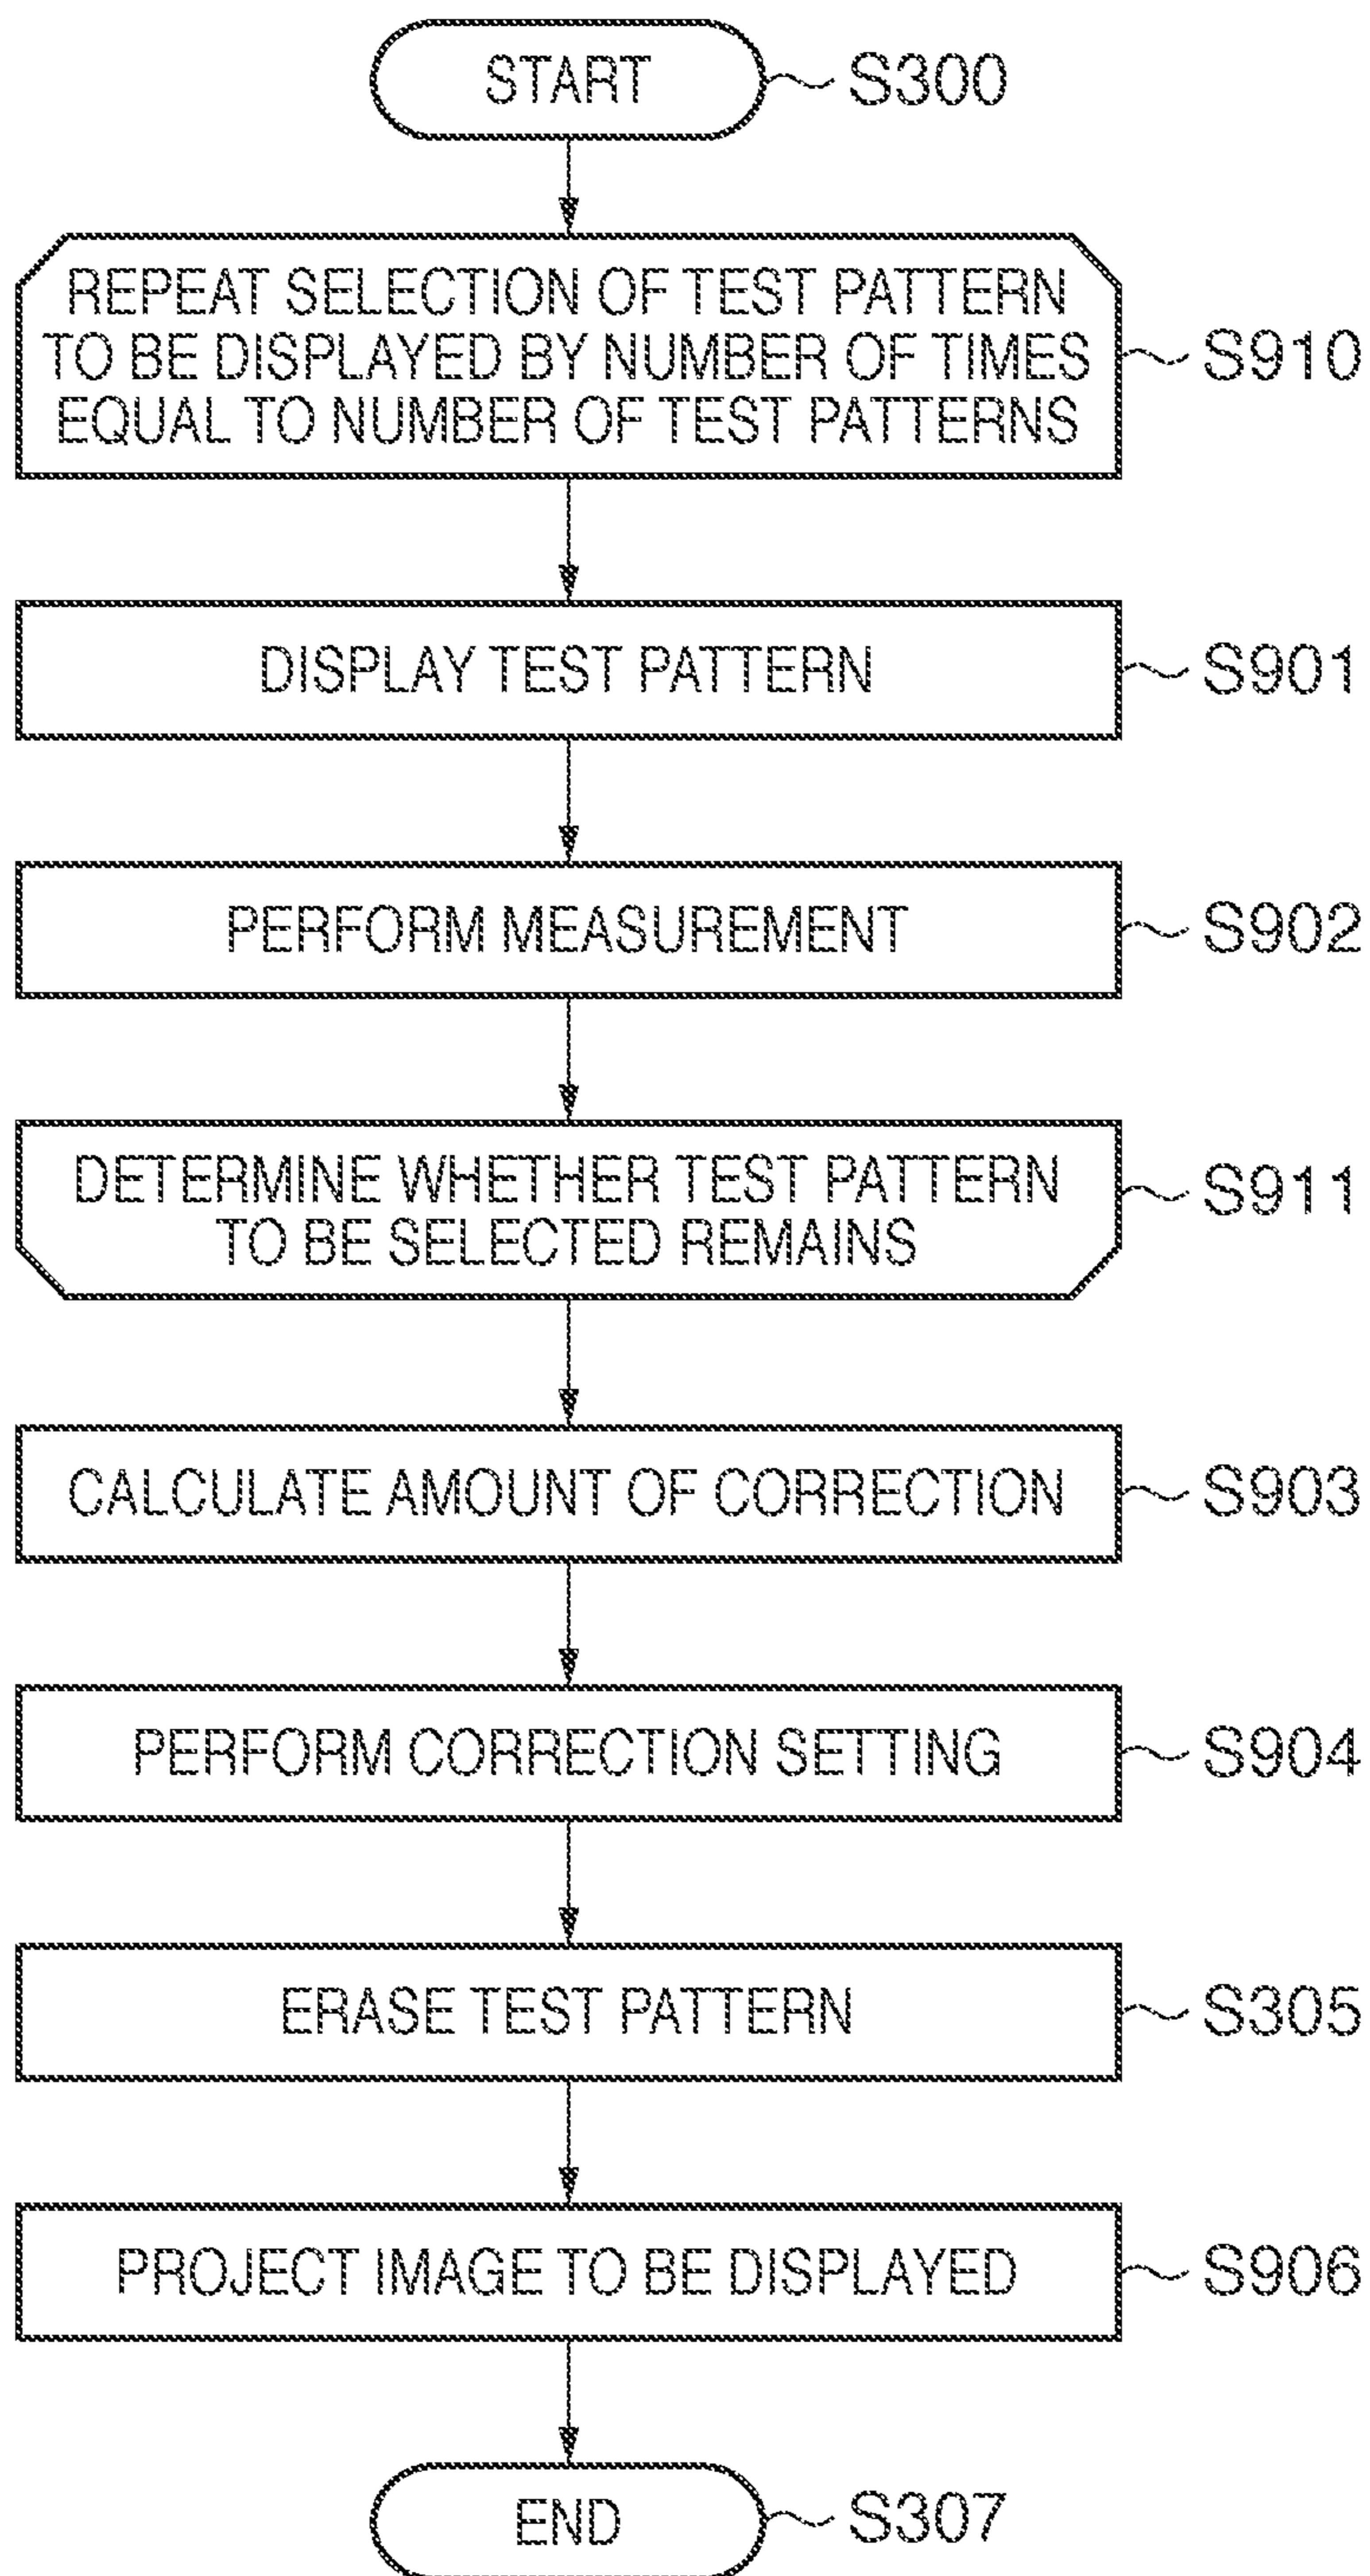 START
S300
REPEAT SELECTION OF TEST PATTERN
TO BE DISPLAYED BY NUMBER OF TIMES
EQUAL TO NUMBER OF TEST PATTERNS
S910
DISPLAY TEST PATTERN
S901
PERFORM MEASUREMENT
S902
DETERMINE WHETHER TEST PATTERN
TO BE SELECTED REMAINS
S911
CALCULATE AMOUNT OF CORRECTION
S903
PERFORM CORRECTION SETTING
S904
ERASE TEST PATTERN
S305
PROJECT IMAGE TO BE DISPLAYED
S906
END
S307